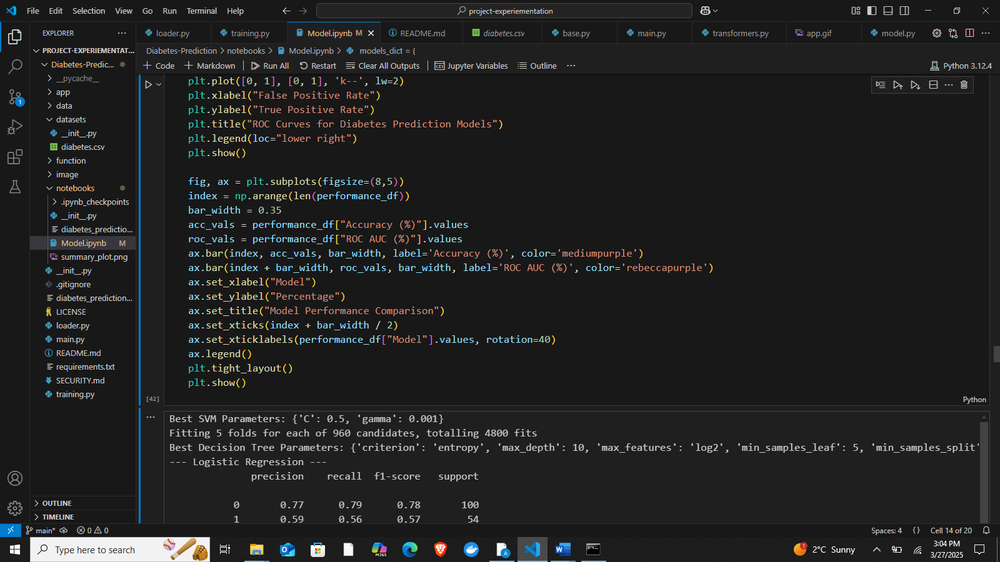 File Edit Selection View Go Run Terminal Help
project-experiementation
EXPLORER
loader.py
training.py
Model.ipynb M
README.md
diabetes.csv
base.py
main.py
transformers.py
app.gif
model.py
PROJECT-EXPERIEMENTAT...
Diabetes-Prediction > notebooks > Model.ipynb > models_dict = {
+ Code + Markdown Run All Restart Clear All Outputs Jupyter Variables Outline ...
Python 3.12.4
Diabetes-Predic...
__pycache__
app
data
datasets
__init__.py
diabetes.csv
function
image
notebooks
.ipynb_checkpoints
__init__.py
diabetes_predictio...
Model.ipynb M
summary_plot.png
__init__.py
.gitignore
diabetes_prediction...
LICENSE
loader.py
main.py
README.md
requirements.txt
SECURITY.md
training.py
OUTLINE
TIMELINE
1
plt.plot([0, 1], [0, 1], 'k--', lw=2)
plt.xlabel("False Positive Rate")
plt.ylabel("True Positive Rate")
plt.title("ROC Curves for Diabetes Prediction Models")
plt.legend(loc="lower right")
plt.show()
fig, ax = plt.subplots(figsize=(8,5))
index = np.arange(len(performance_df))
bar_width = 0.35
acc_vals = performance_df["Accuracy (%)"].values
roc_vals = performance_df["ROC AUC (%)"].values
ax.bar(index, acc_vals, bar_width, label='Accuracy (%)', color='mediumpurple')
ax.bar(index + bar_width, roc_vals, bar_width, label='ROC AUC (%)', color='rebeccapurple')
ax.set_xlabel("Model")
ax.set_ylabel("Percentage")
ax.set_title("Model Performance Comparison")
ax.set_xticks(index + bar_width / 2)
ax.set_xticklabels(performance_df["Model"].values, rotation=40)
ax.legend()
plt.tight_layout()
plt.show()
[42]
Python
Best SVM Parameters: {'C': 0.5, 'gamma': 0.001}
Fitting 5 folds for each of 960 candidates, totalling 4800 fits
Best Decision Tree Parameters: {'criterion': 'entropy', 'max_depth': 10, 'max_features': 'log2', 'min_samples_leaf': 5, 'min_samples_split'
--- Logistic Regression ---
precision recall f1-score support
0 0.77 0.79 0.78 100
1 0.59 0.56 0.57 54
main* 0 0
Spaces: 4 {} Cell 14 of 20
Type here to search
M365
1
2°C Sunny
3:04 PM
3/27/2025